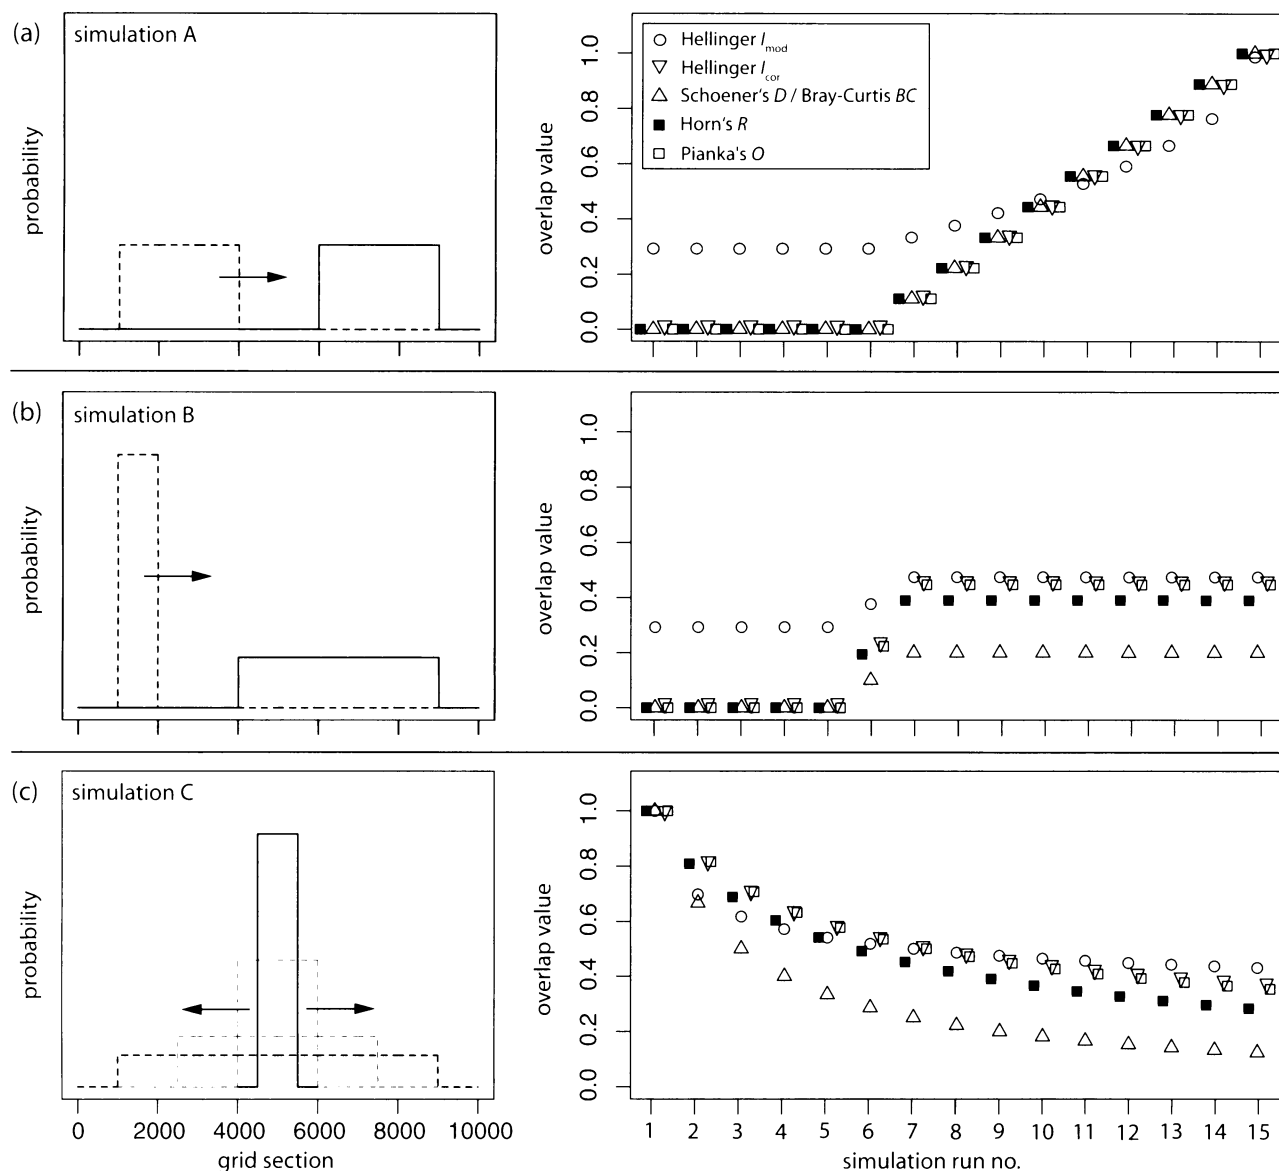 (a)
simulation A
probability
overlap value
0.0 0.2 0.4 0.6 0.8 1.0
Hellinger Imod
Hellinger Icor
Schoener's D / Bray-Curtis BC
Horn's R
Pianka's O
(b)
simulation B
probability
overlap value
0.0 0.2 0.4 0.6 0.8 1.0
(c)
simulation C
probability
overlap value
0.0 0.2 0.4 0.6 0.8 1.0
0 2000 4000 6000 8000 10000
grid section
1 2 3 4 5 6 7 8 9 10 11 12 13 14 15
simulation run no.